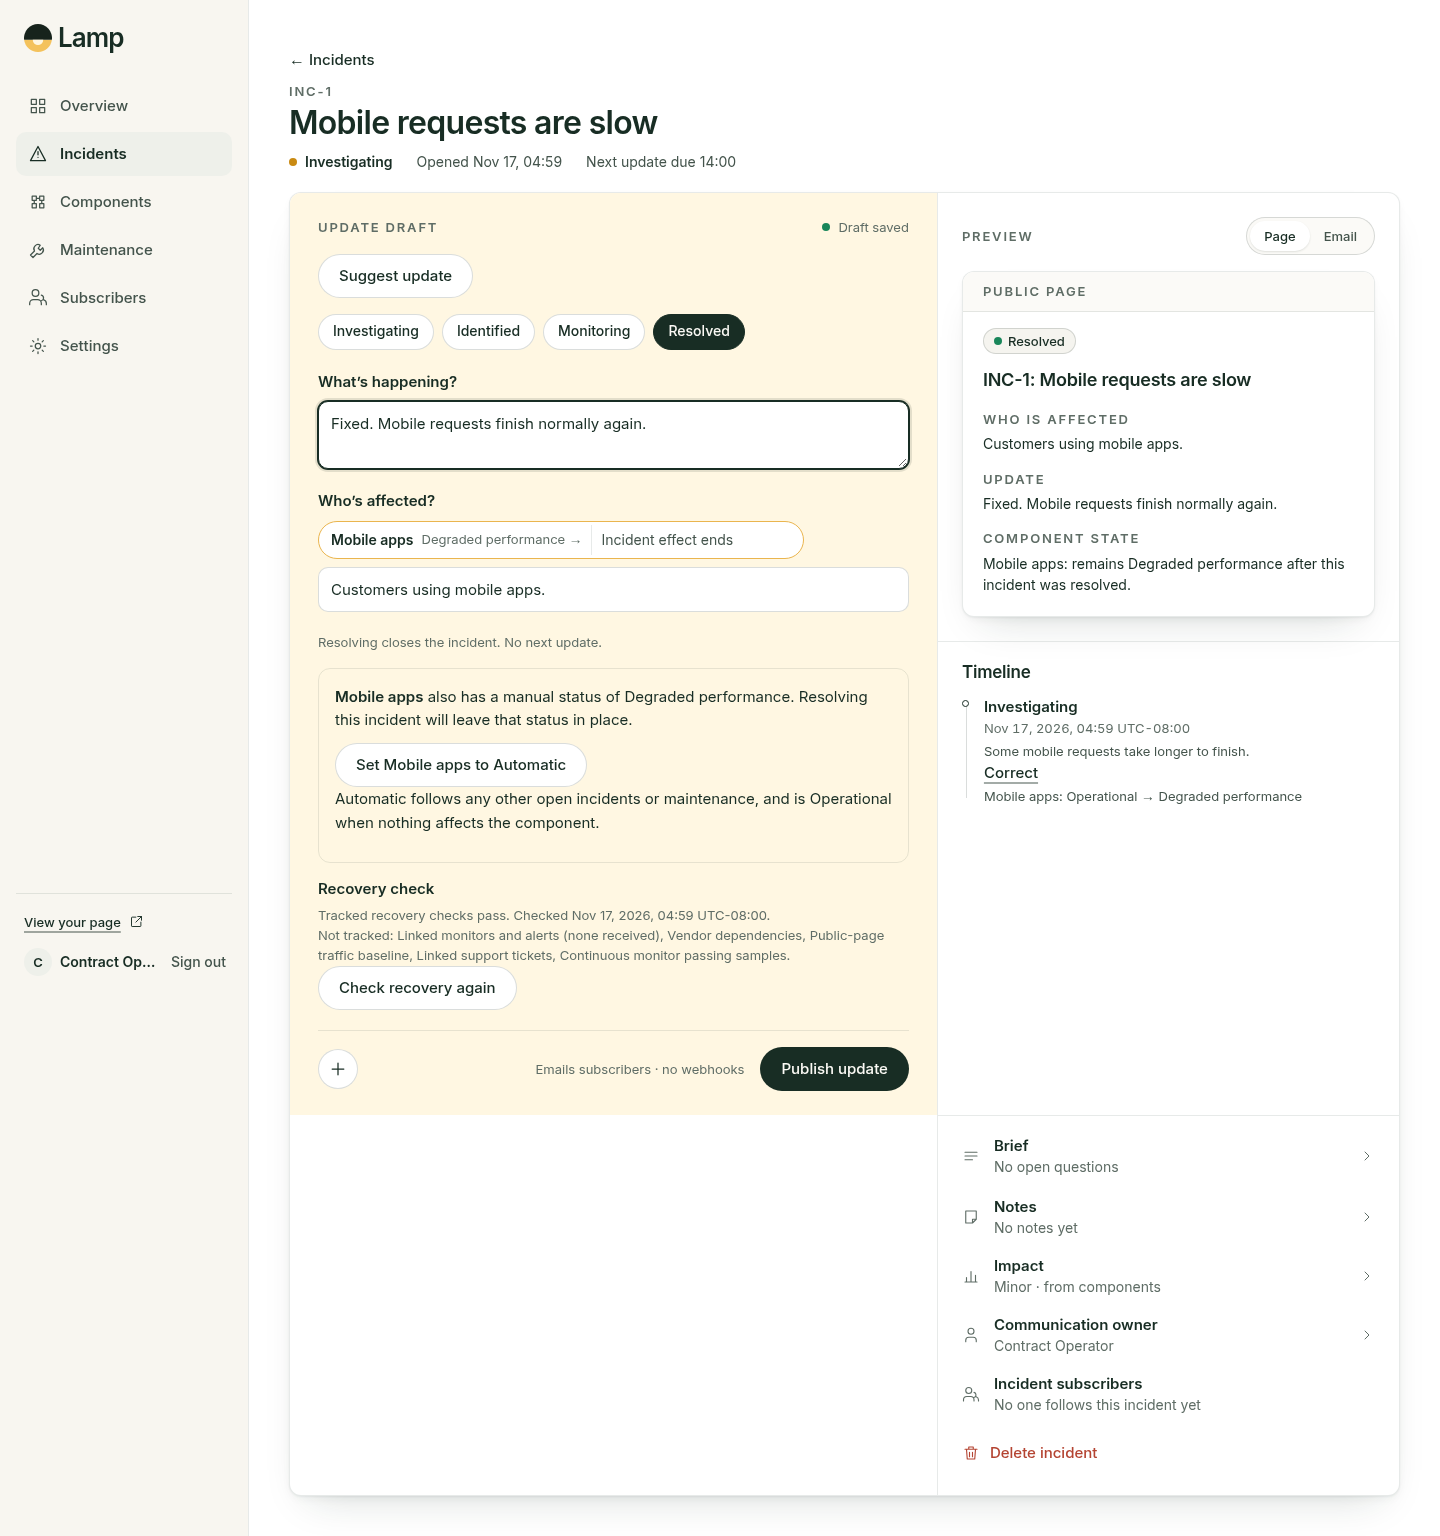 Lamp
Overview
Incidents
Components
Maintenance
Subscribers
Settings
View your page
C
Contract Op...
Sign out
← Incidents
INC-1
Mobile requests are slow
Investigating
Opened Nov 17, 04:59
Next update due 14:00
UPDATE DRAFT
Draft saved
Suggest update
Investigating
Identified
Monitoring
Resolved
What's happening?
Fixed. Mobile requests finish normally again.
Who's affected?
Mobile apps Degraded performance →
Incident effect ends
Customers using mobile apps.
Resolving closes the incident. No next update.
Mobile apps also has a manual status of Degraded performance. Resolving
this incident will leave that status in place.
Set Mobile apps to Automatic
Automatic follows any other open incidents or maintenance, and is Operational
when nothing affects the component.
Recovery check
Tracked recovery checks pass. Checked Nov 17, 2026, 04:59 UTC-08:00.
Not tracked: Linked monitors and alerts (none received), Vendor dependencies, Public-page
traffic baseline, Linked support tickets, Continuous monitor passing samples.
Check recovery again
Emails subscribers · no webhooks
Publish update
PREVIEW
Page
Email
PUBLIC PAGE
Resolved
INC-1: Mobile requests are slow
WHO IS AFFECTED
Customers using mobile apps.
UPDATE
Fixed. Mobile requests finish normally again.
COMPONENT STATE
Mobile apps: remains Degraded performance after this
incident was resolved.
Timeline
Investigating
Nov 17, 2026, 04:59 UTC-08:00
Some mobile requests take longer to finish.
Correct
Mobile apps: Operational → Degraded performance
Brief
No open questions
Notes
No notes yet
Impact
Minor · from components
Communication owner
Contract Operator
Incident subscribers
No one follows this incident yet
Delete incident